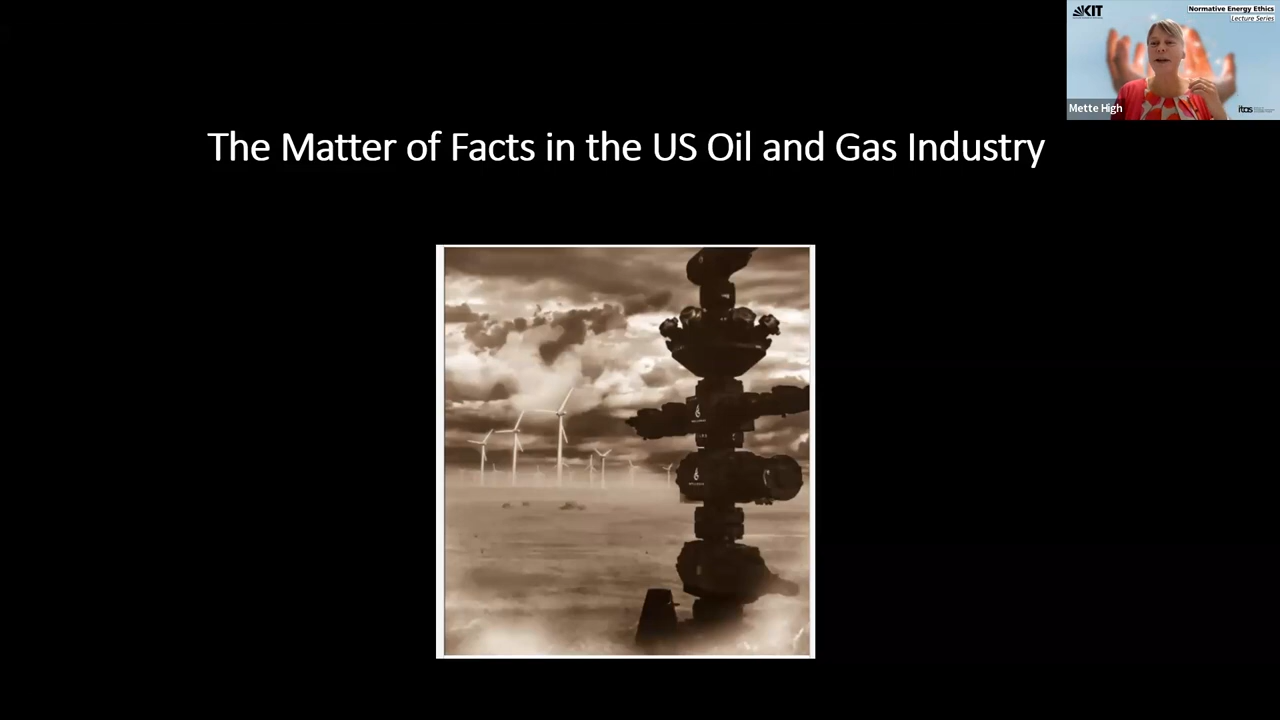 KIT
Normative Energy Ethics
Lecture Series
Mette High
itas
The Matter of Facts in the US Oil and Gas Industry